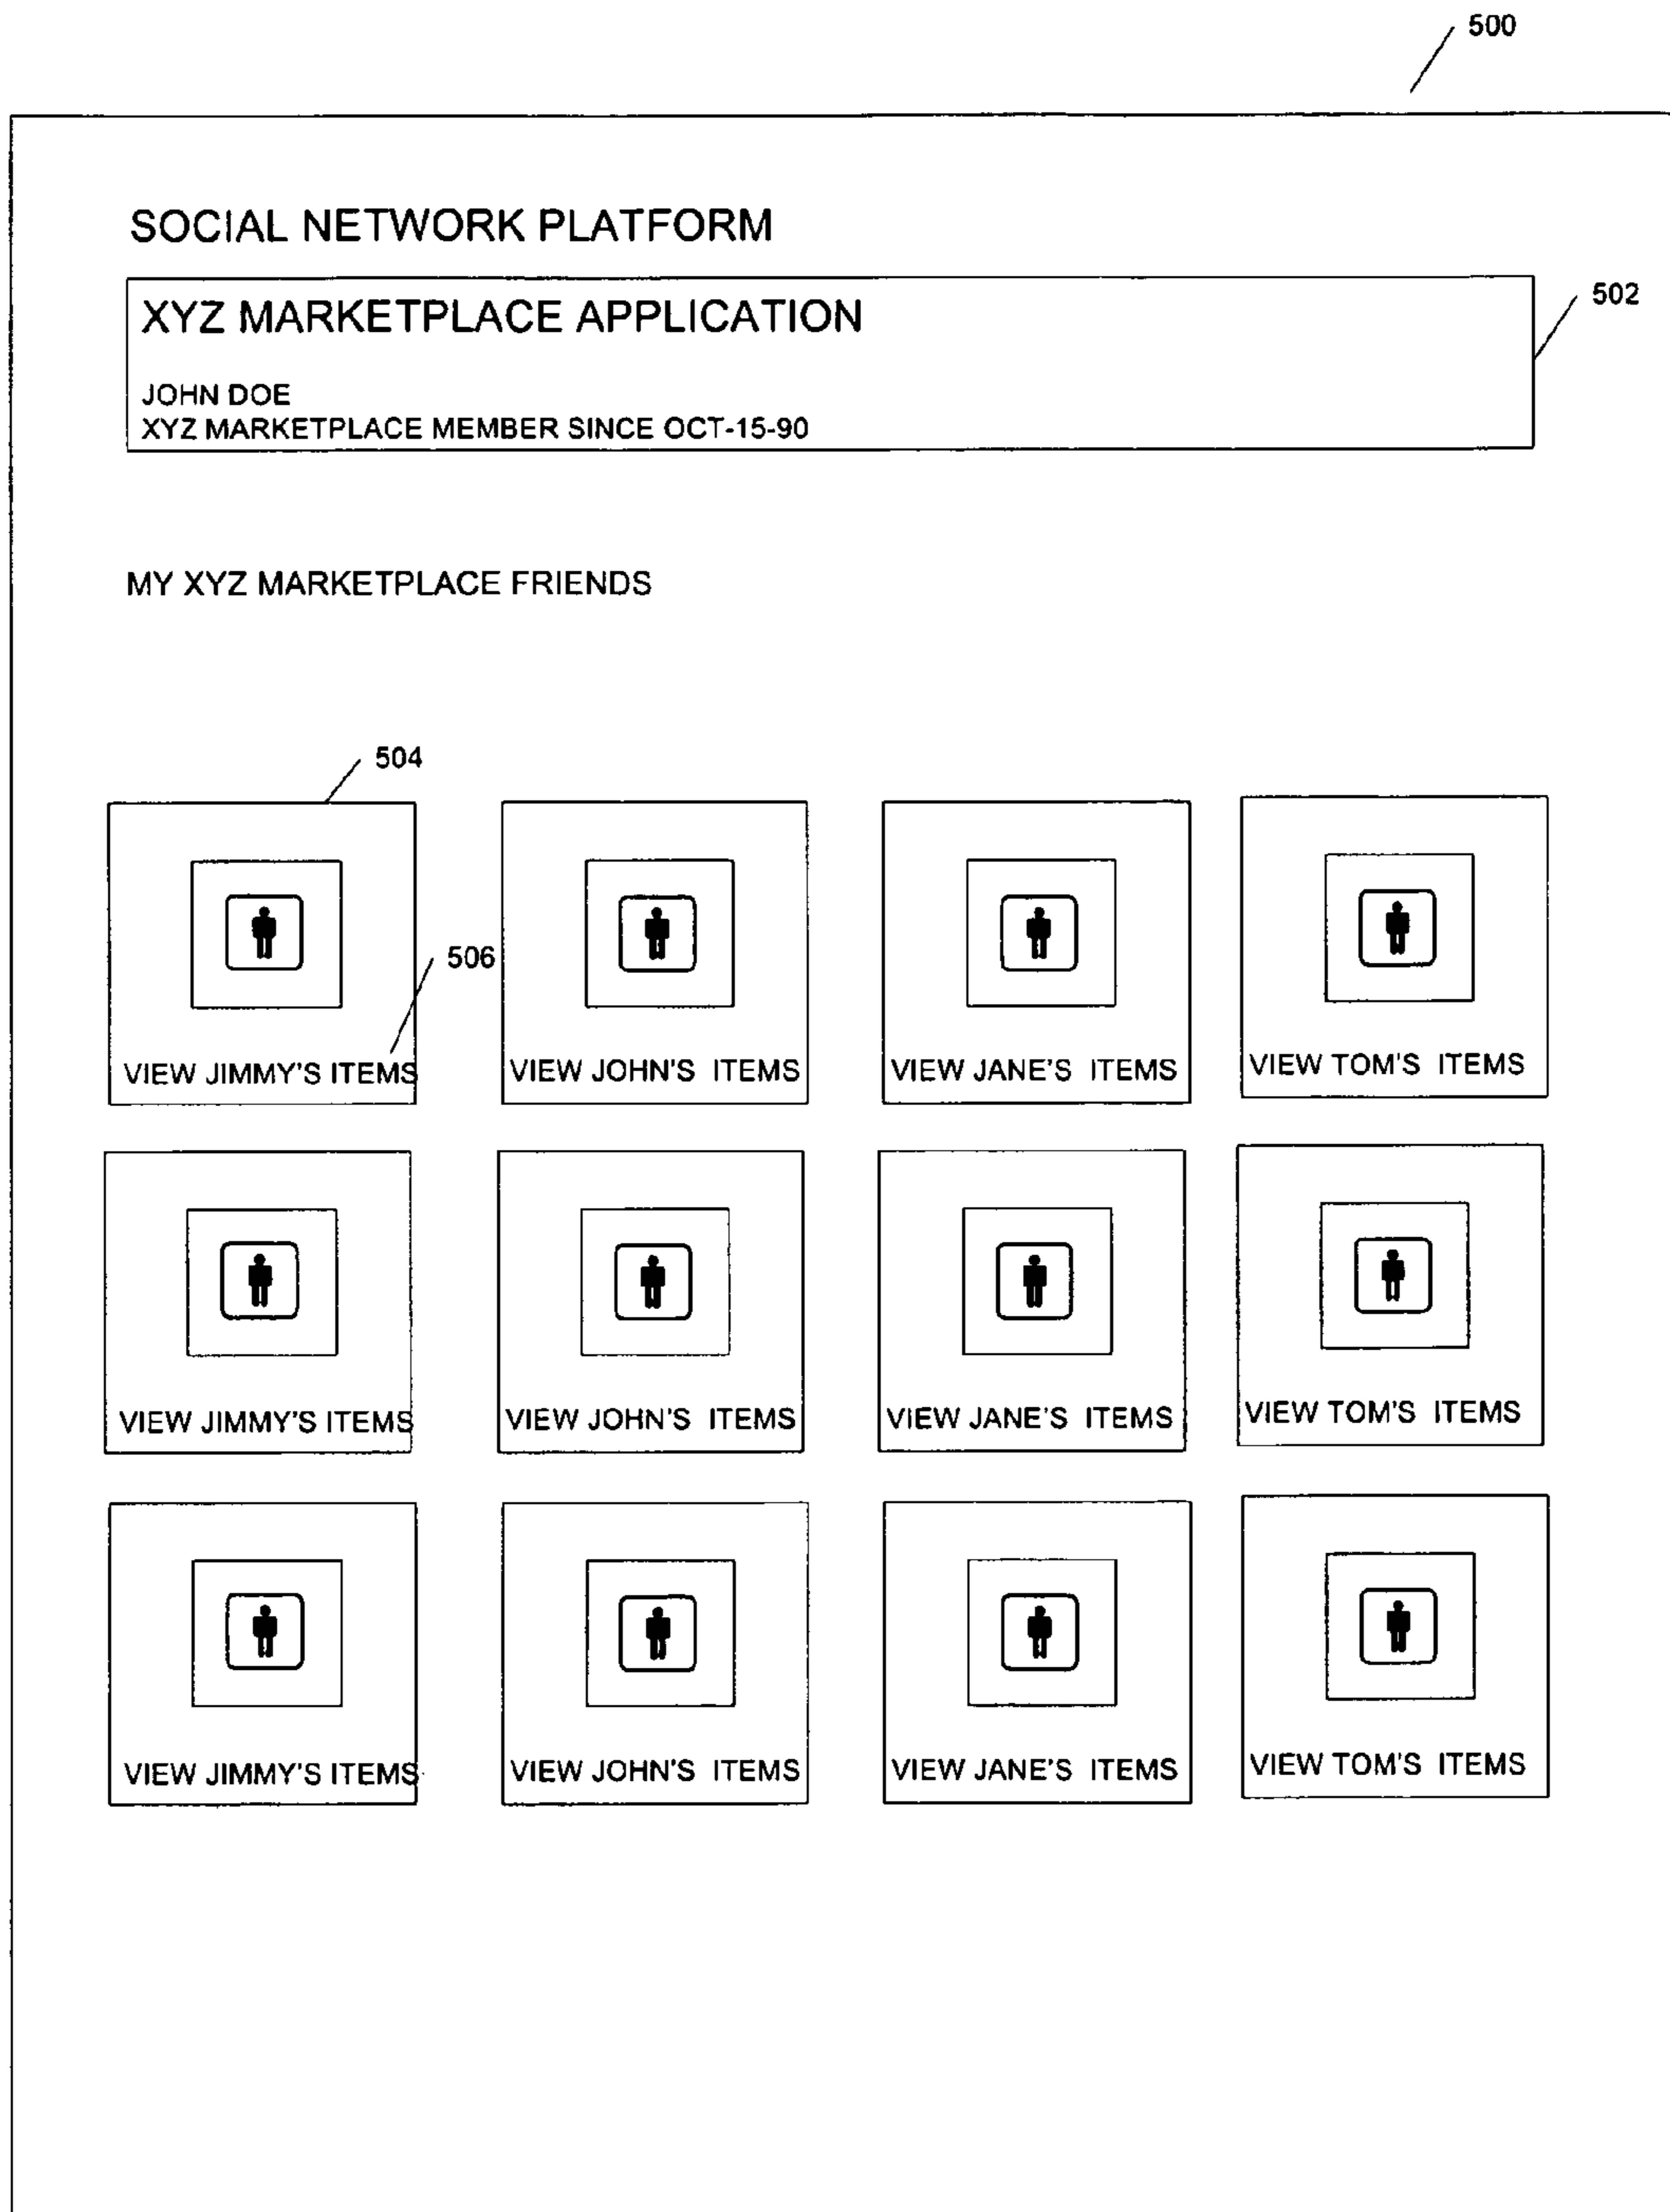 500
SOCIAL NETWORK PLATFORM
XYZ MARKETPLACE APPLICATION
502
JOHN DOE
XYZ MARKETPLACE MEMBER SINCE OCT-15-90
MY XYZ MARKETPLACE FRIENDS
504
506
VIEW JIMMY'S ITEMS
VIEW JOHN'S ITEMS
VIEW JANE'S ITEMS
VIEW TOM'S ITEMS
VIEW JIMMY'S ITEMS
VIEW JOHN'S ITEMS
VIEW JANE'S ITEMS
VIEW TOM'S ITEMS
VIEW JIMMY'S ITEMS
VIEW JOHN'S ITEMS
VIEW JANE'S ITEMS
VIEW TOM'S ITEMS